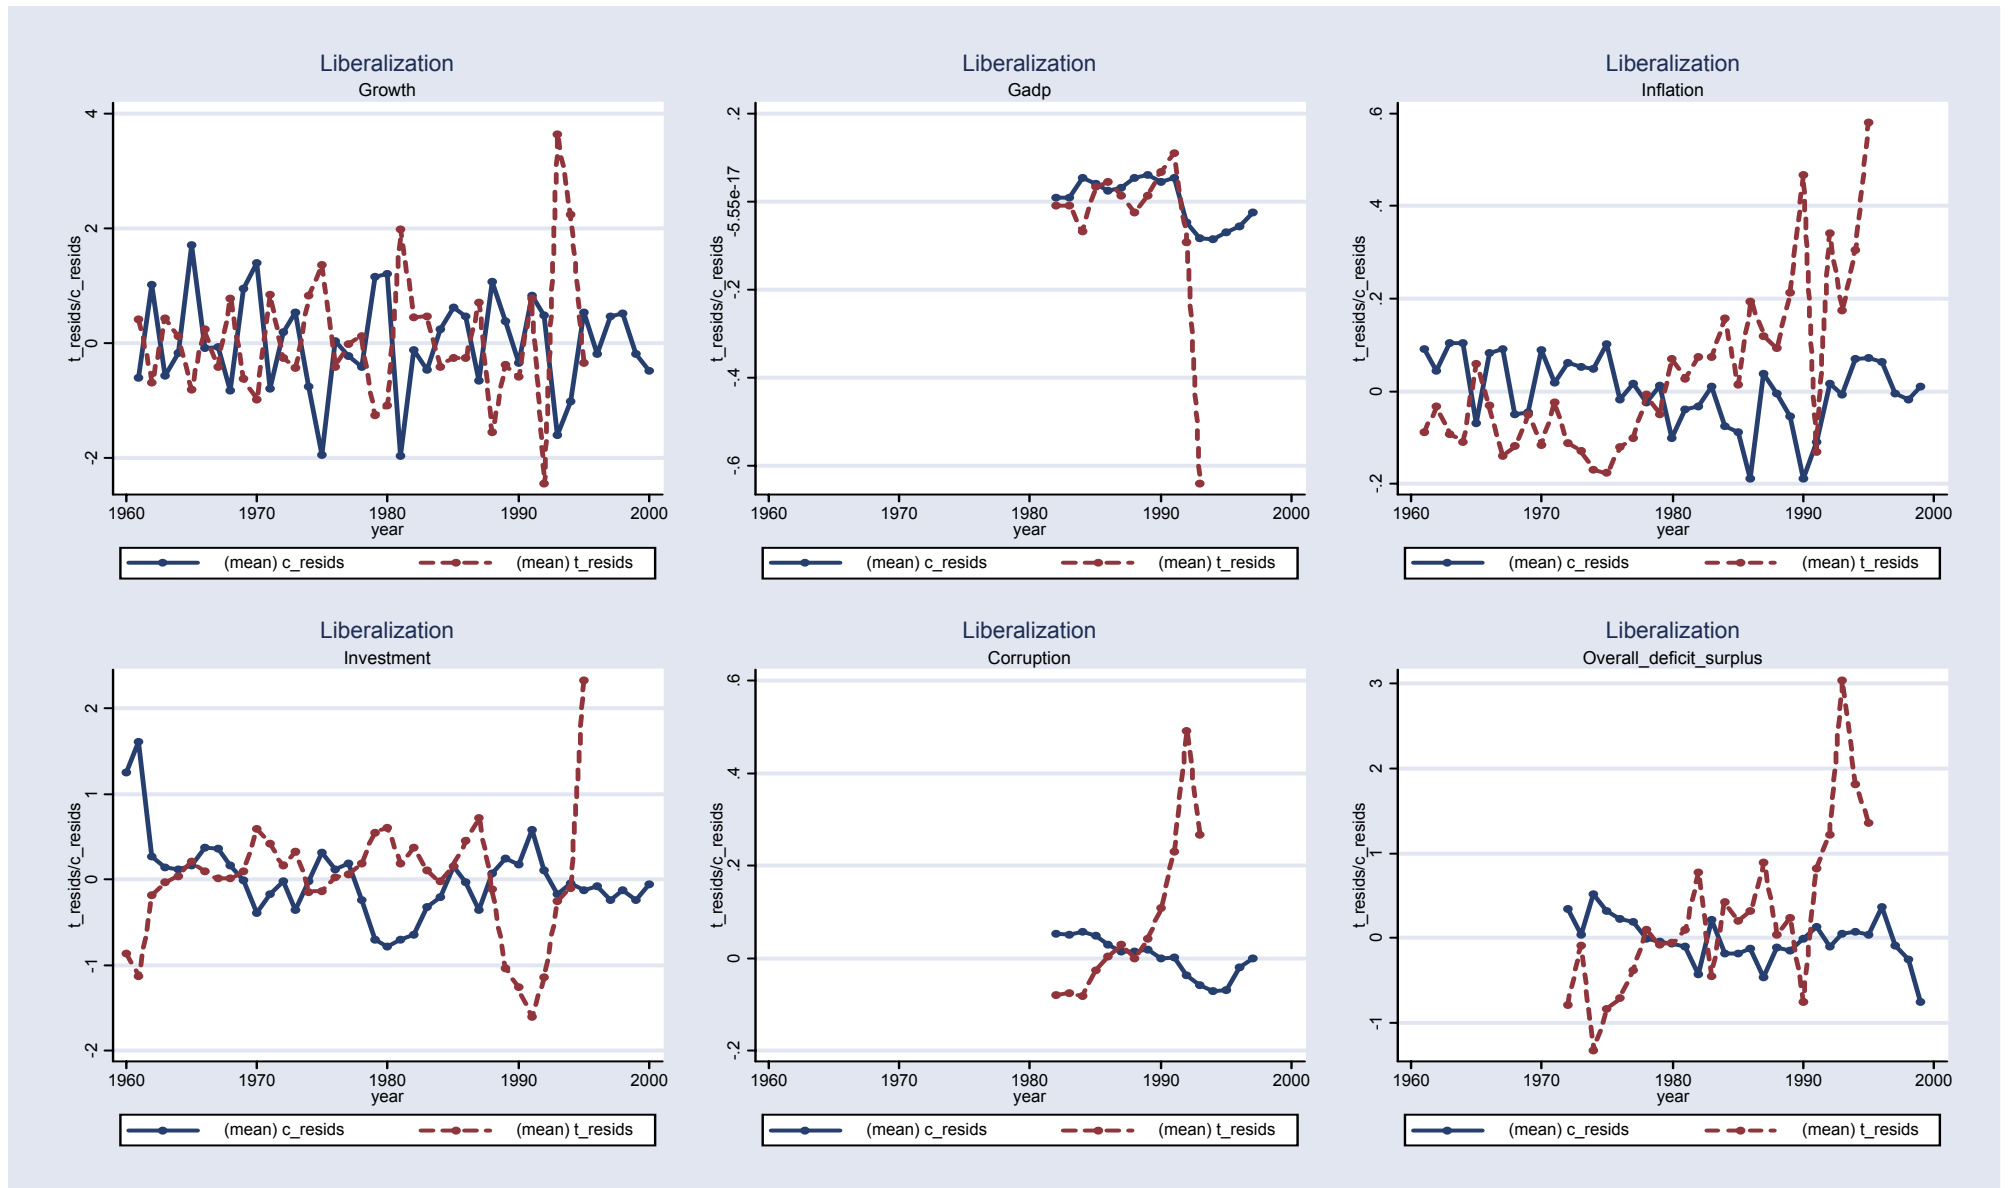 Liberalization
Growth
t_resids/c_resids
4
2
0
-2
1960 1970 1980 1990 2000
year
(mean) c_resids (mean) t_resids
Liberalization
Gadp
t_resids/c_resids
.2
-5.55e-17
-.2
-.4
-.6
1960 1970 1980 1990 2000
year
(mean) c_resids (mean) t_resids
Liberalization
Inflation
t_resids/c_resids
.6
.4
.2
0
-.2
1960 1970 1980 1990 2000
year
(mean) c_resids (mean) t_resids
Liberalization
Investment
t_resids/c_resids
2
1
0
-1
-2
1960 1970 1980 1990 2000
year
(mean) c_resids (mean) t_resids
Liberalization
Corruption
t_resids/c_resids
.6
.4
.2
0
-.2
1960 1970 1980 1990 2000
year
(mean) c_resids (mean) t_resids
Liberalization
Overall_deficit_surplus
t_resids/c_resids
3
2
1
0
-1
1960 1970 1980 1990 2000
year
(mean) c_resids (mean) t_resids